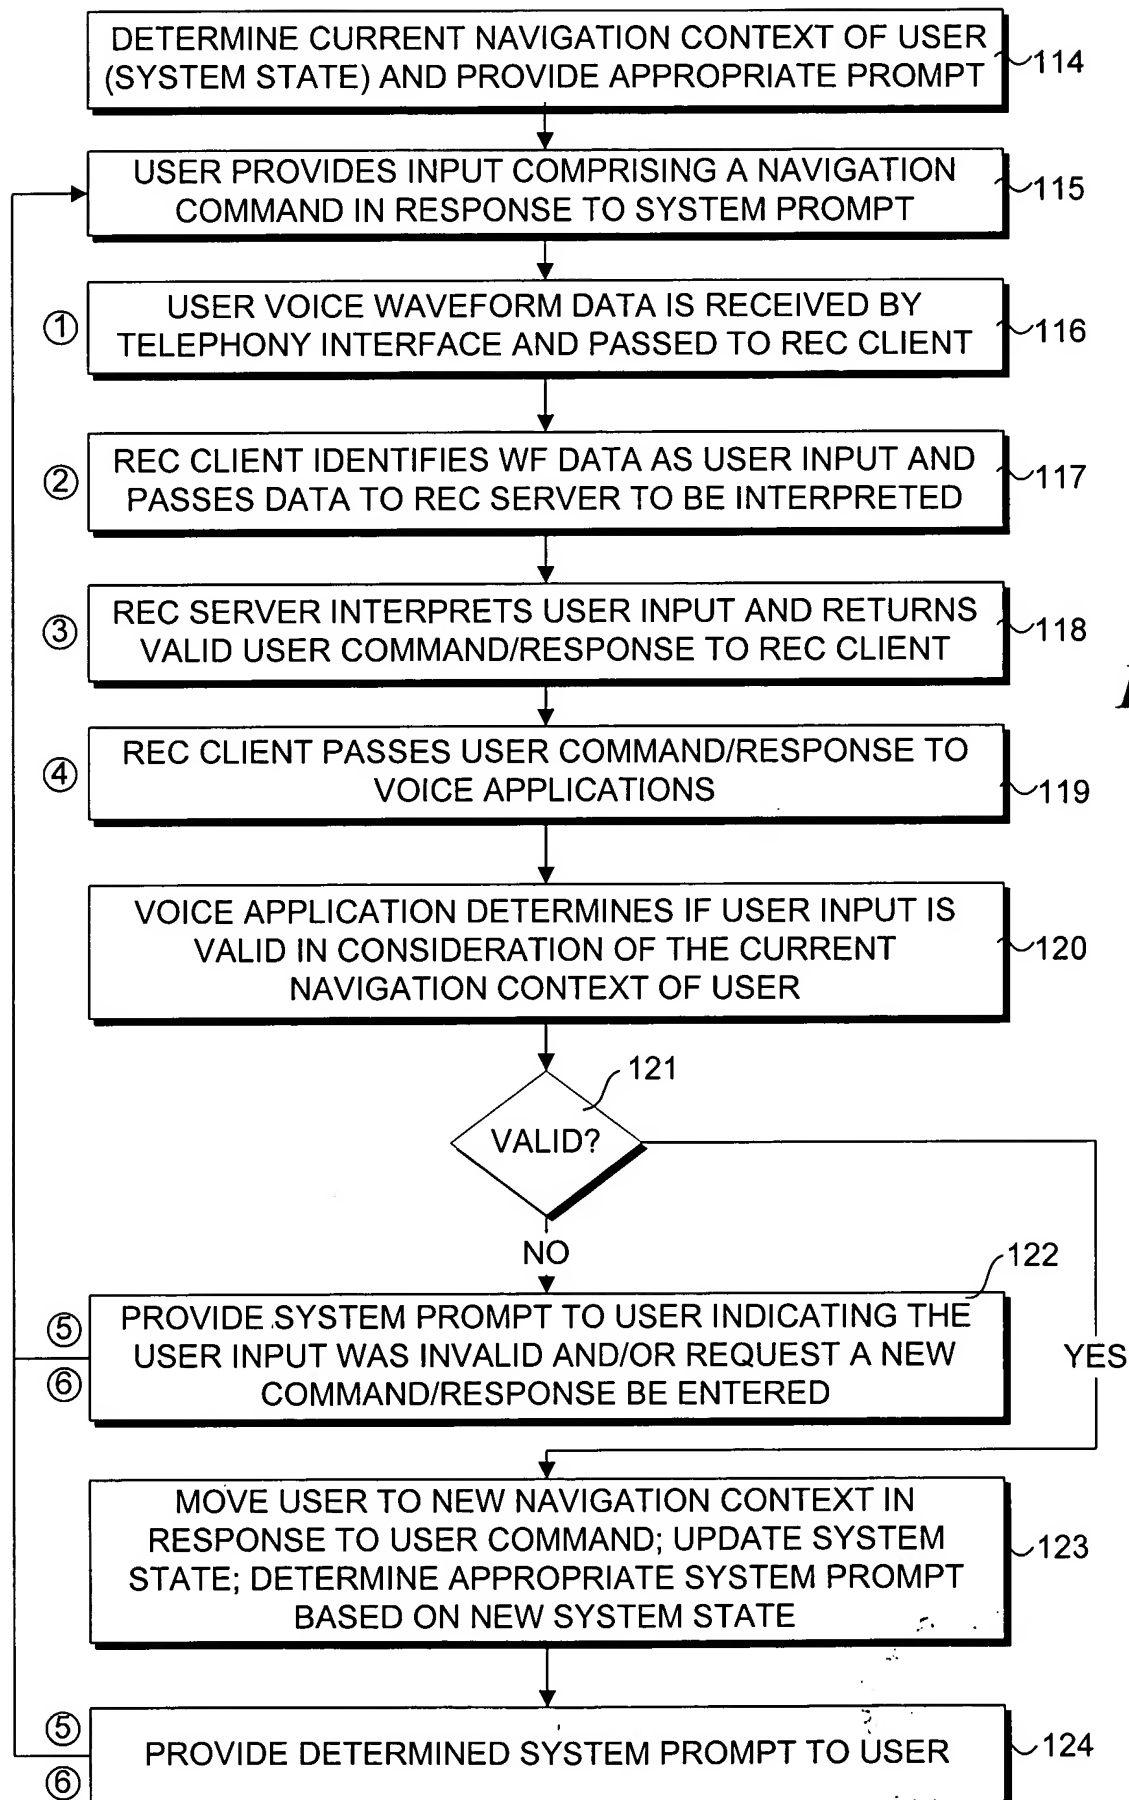 DETERMINE CURRENT NAVIGATION CONTEXT OF USER
(SYSTEM STATE) AND PROVIDE APPROPRIATE PROMPT
114
USER PROVIDES INPUT COMPRISING A NAVIGATION
COMMAND IN RESPONSE TO SYSTEM PROMPT
115
①
USER VOICE WAVEFORM DATA IS RECEIVED BY
TELEPHONY INTERFACE AND PASSED TO REC CLIENT
116
②
REC CLIENT IDENTIFIES WF DATA AS USER INPUT AND
PASSES DATA TO REC SERVER TO BE INTERPRETED
117
③
REC SERVER INTERPRETS USER INPUT AND RETURNS
VALID USER COMMAND/RESPONSE TO REC CLIENT
118
④
REC CLIENT PASSES USER COMMAND/RESPONSE TO
VOICE APPLICATIONS
119
VOICE APPLICATION DETERMINES IF USER INPUT IS
VALID IN CONSIDERATION OF THE CURRENT
NAVIGATION CONTEXT OF USER
120
121
VALID?
NO
YES
122
⑤
⑥
PROVIDE SYSTEM PROMPT TO USER INDICATING THE
USER INPUT WAS INVALID AND/OR REQUEST A NEW
COMMAND/RESPONSE BE ENTERED
MOVE USER TO NEW NAVIGATION CONTEXT IN
RESPONSE TO USER COMMAND; UPDATE SYSTEM
STATE; DETERMINE APPROPRIATE SYSTEM PROMPT
BASED ON NEW SYSTEM STATE
123
⑤
⑥
PROVIDE DETERMINED SYSTEM PROMPT TO USER
124